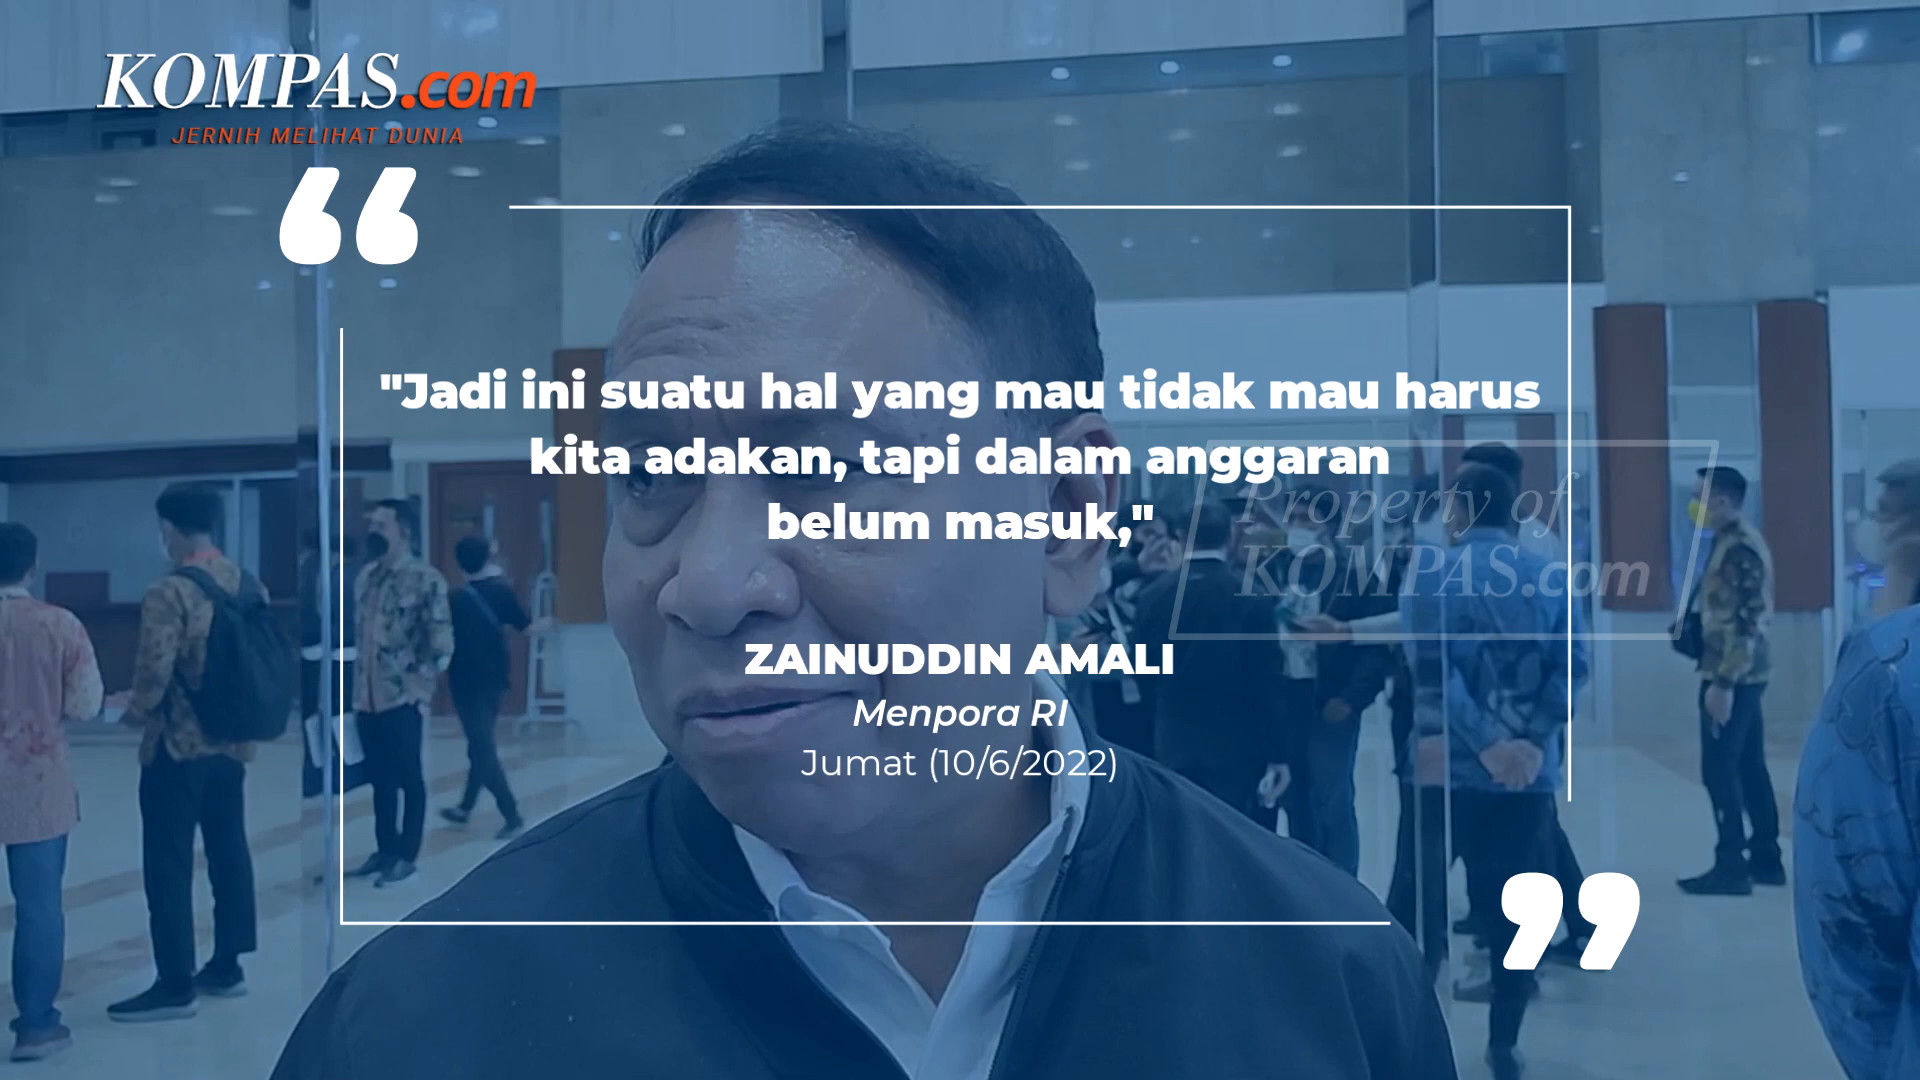 KOMPAS.com
JERNIH MELIHAT DUNIA
"Jadi ini suatu hal yang mau tidak mau harus
kita adakan, tapi dalam anggaran
belum masuk,"
Property of
KOMPAS.com
ZAINUDDIN AMALI
Menpora RI
Jumat (10/6/2022)